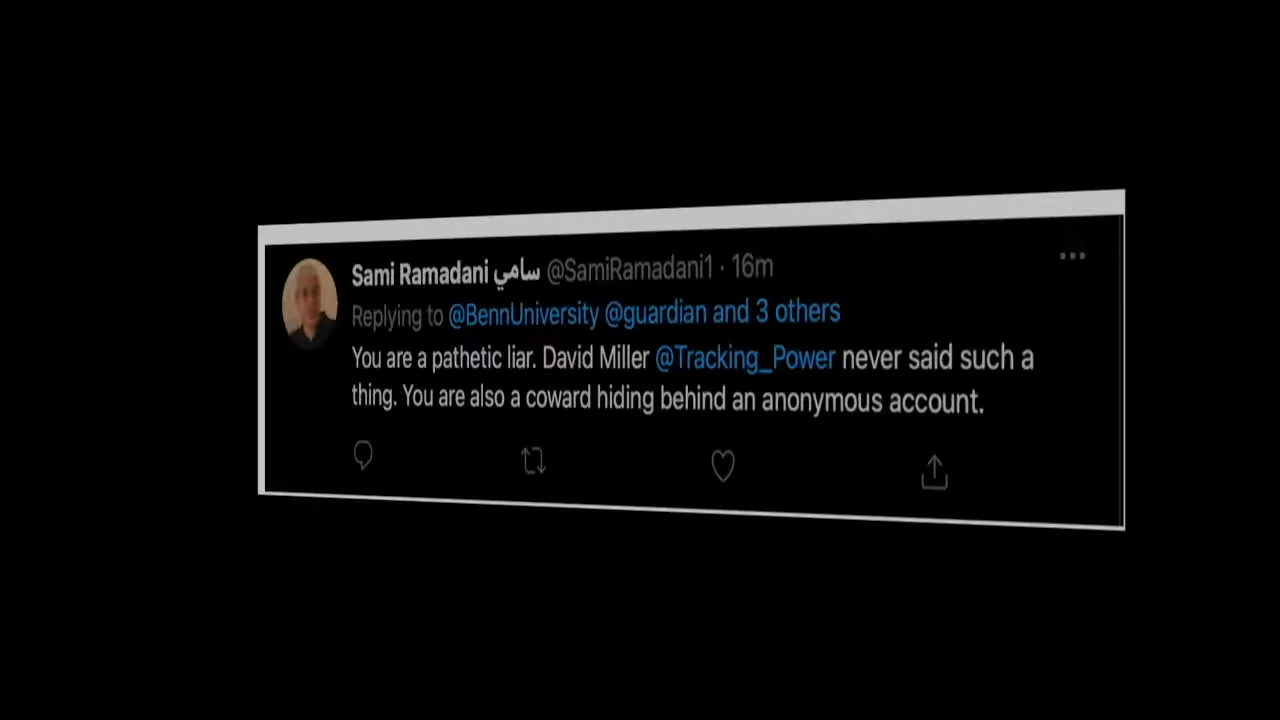 Sami Ramadani سامي @SamiRamadani1 · 16m
Replying to @BennUniversity @guardian and 3 others
You are a pathetic liar. David Miller @Tracking_Power never said such a
thing. You are also a coward hiding behind an anonymous account.